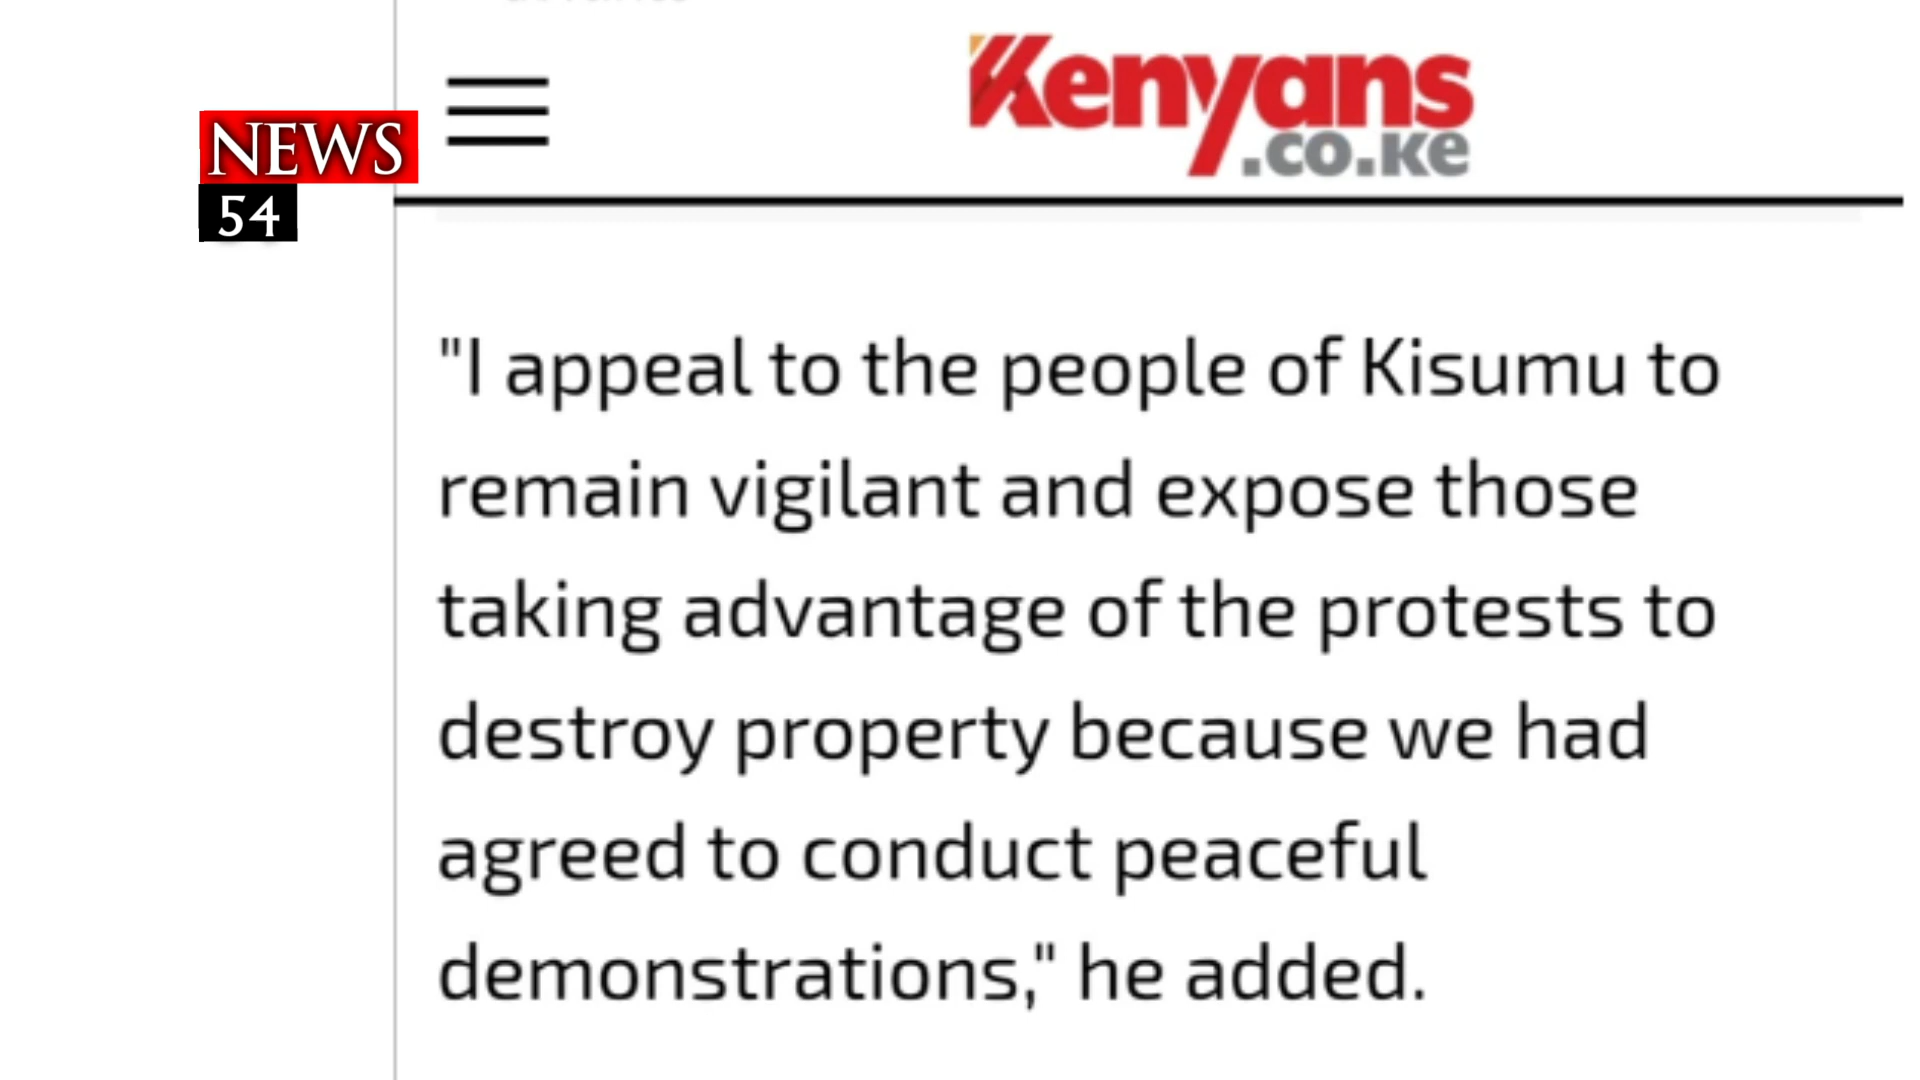 Kenyans
.co.ke
NEWS
54
"I appeal to the people of Kisumu to
remain vigilant and expose those
taking advantage of the protests to
destroy property because we had
agreed to conduct peaceful
demonstrations," he added.